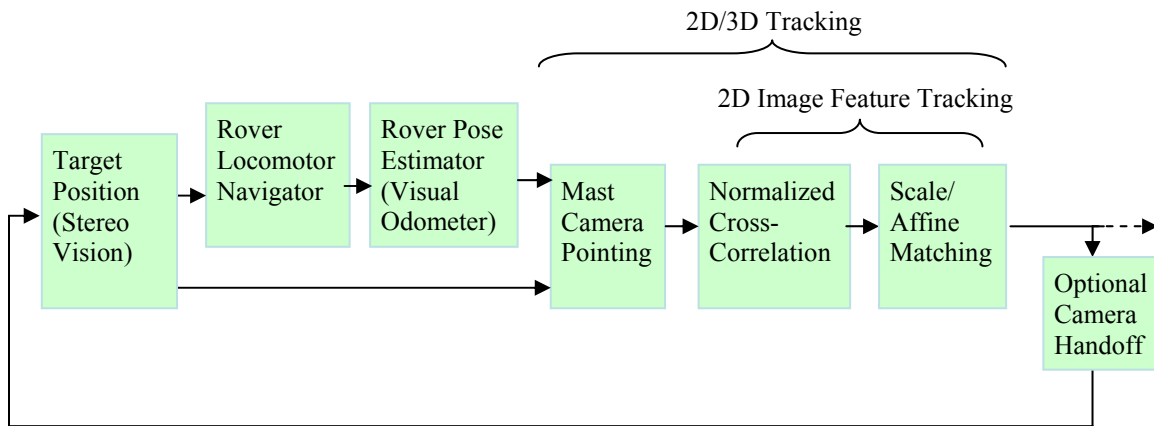 2D/3D Tracking
2D Image Feature Tracking
Target
Position
(Stereo
Vision)
Rover
Locomotor
Navigator
Rover Pose
Estimator
(Visual
Odometer)
Mast
Camera
Pointing
Normalized
Cross-
Correlation
Scale/
Affine
Matching
Optional
Camera
Handoff